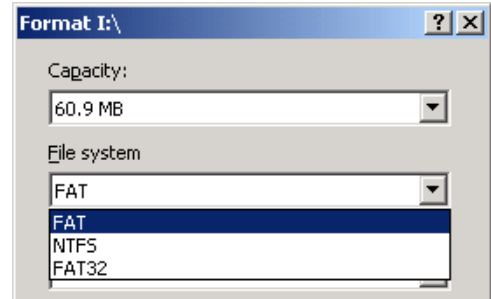 Format I:\
Capacity:
60.9 MB
File system
FAT
FAT
NTFS
FAT32